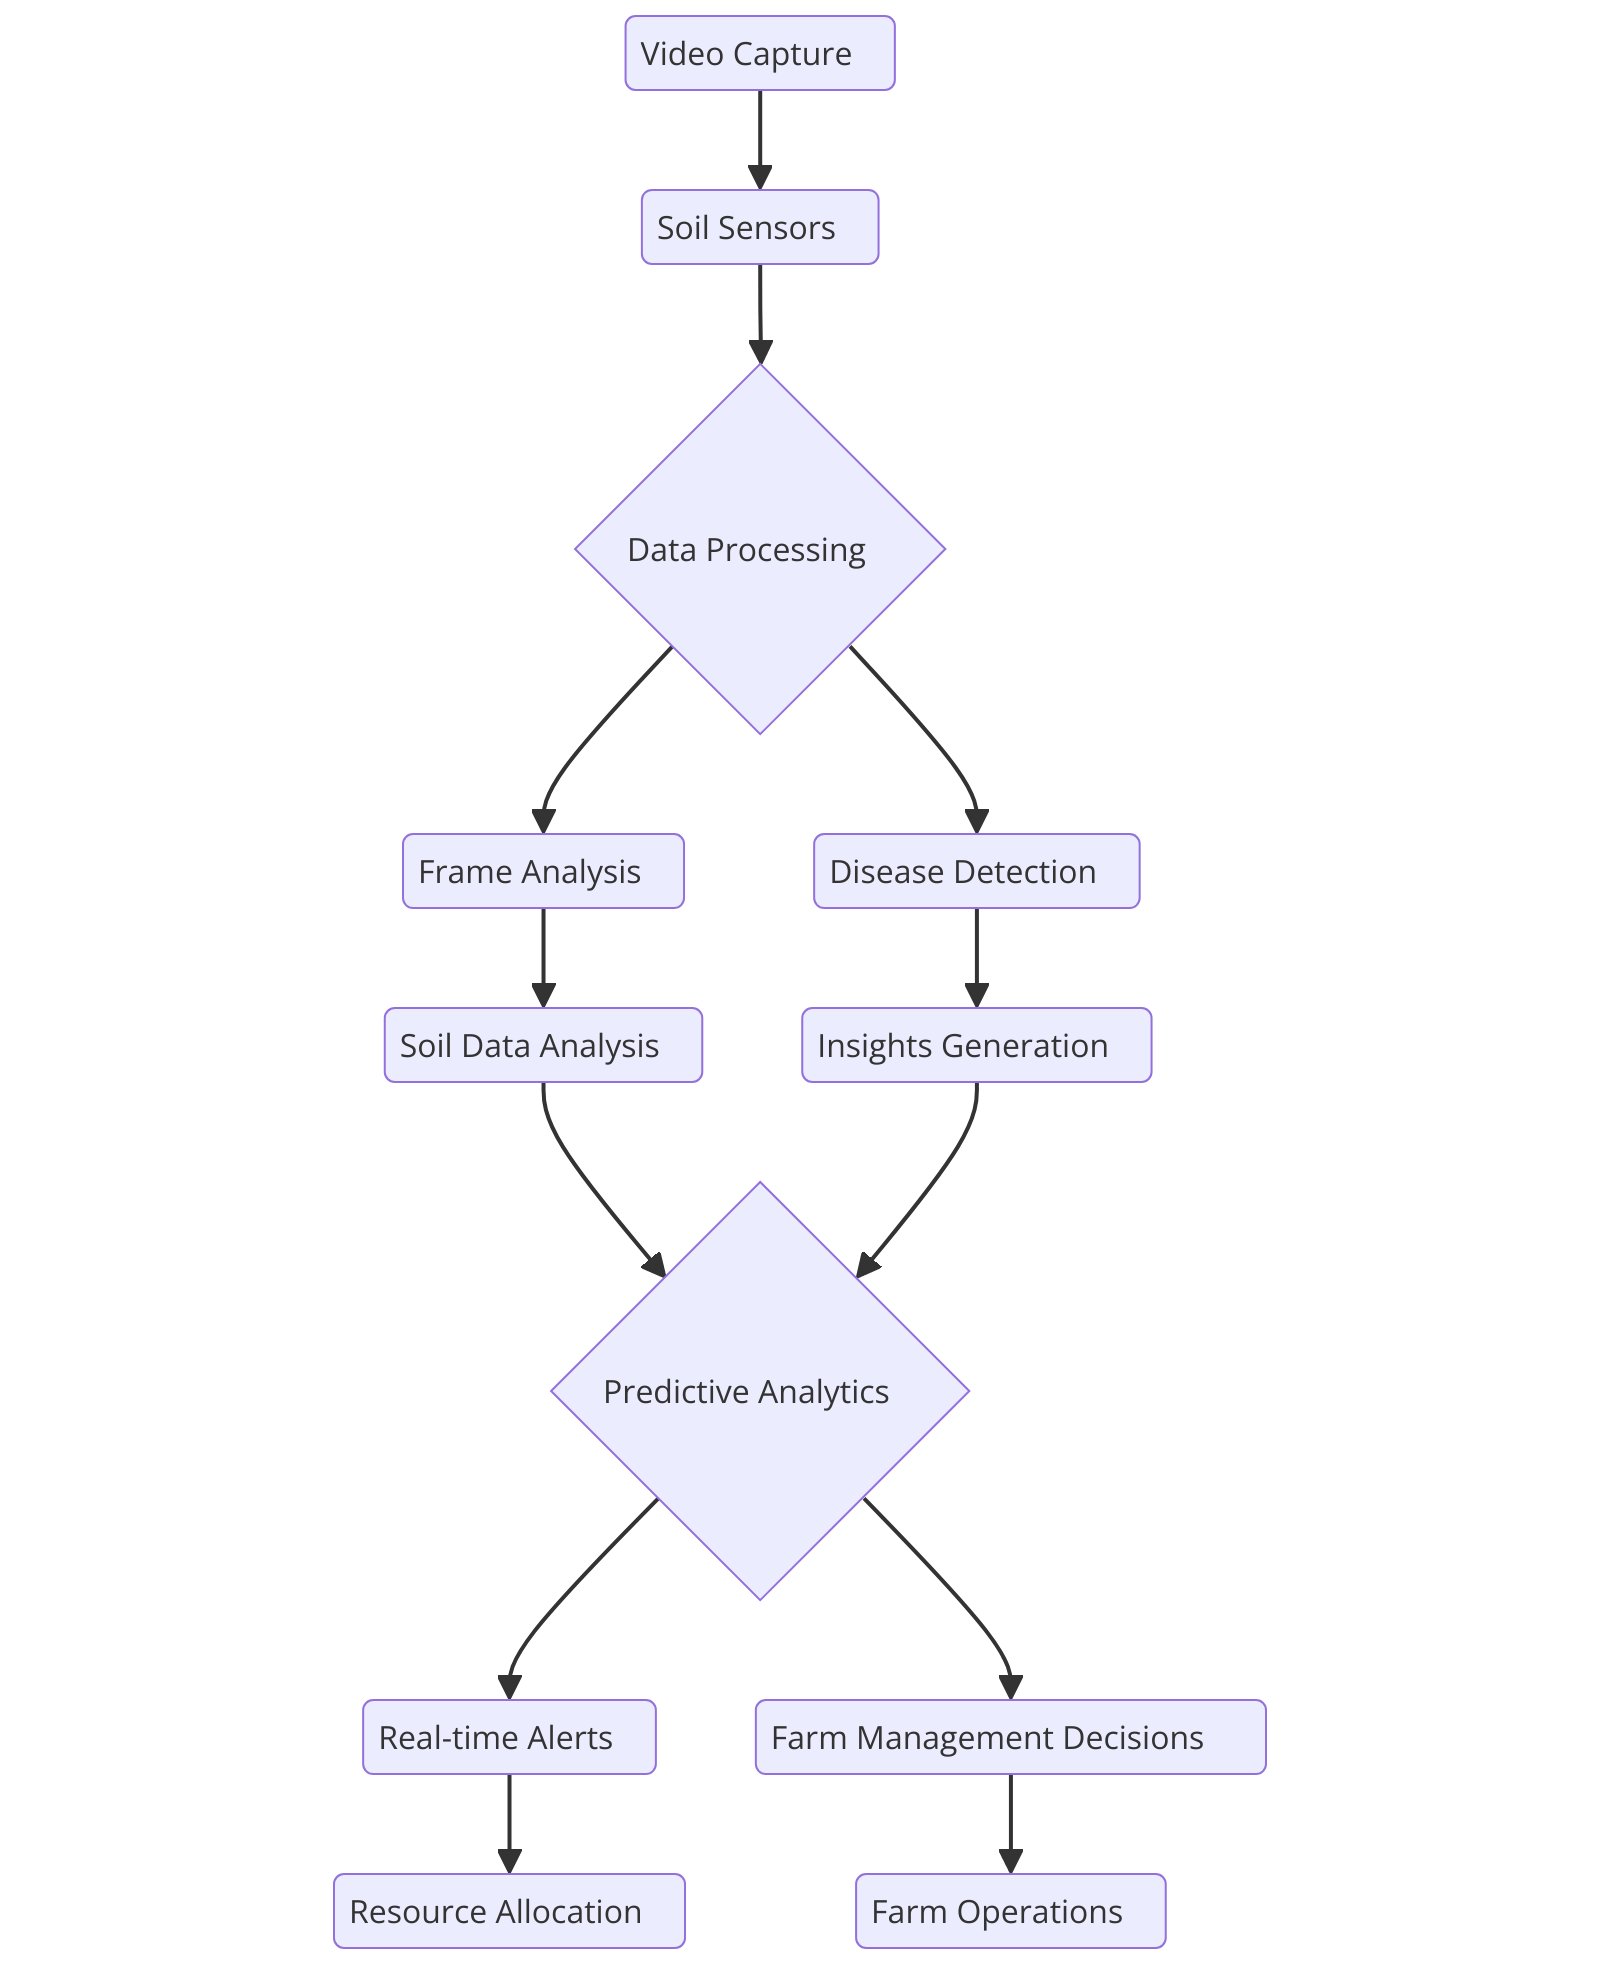 Video Capture
Soil Sensors
Data Processing
Frame Analysis
Disease Detection
Soil Data Analysis
Insights Generation
Predictive Analytics
Real-time Alerts
Farm Management Decisions
Resource Allocation
Farm Operations